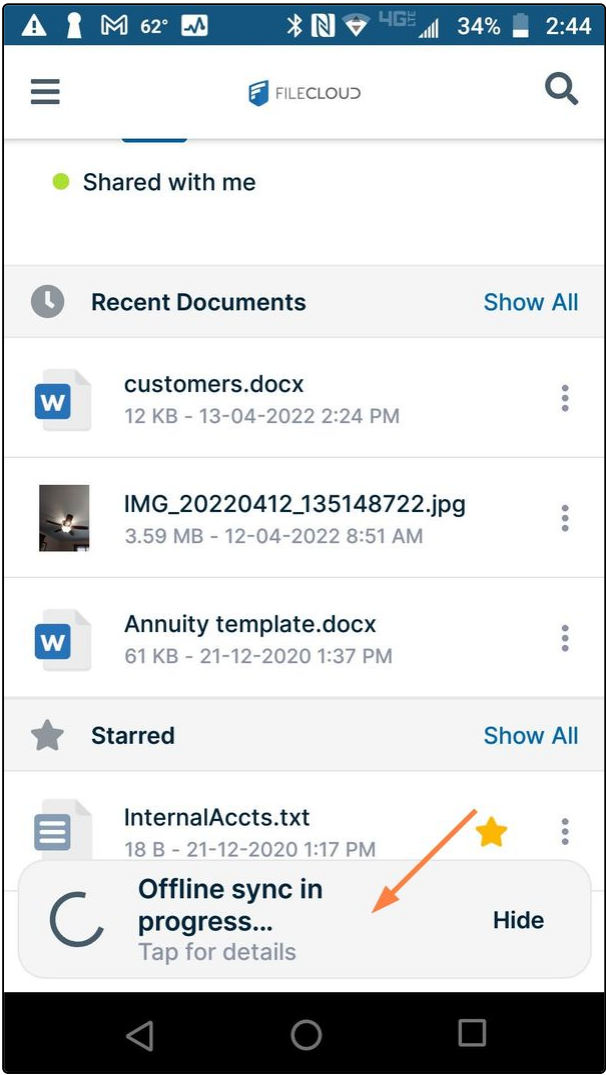 62° 4G LTE 34% 2:44
FILECLOUD
Shared with me
Recent Documents Show All
W customers.docx
12 KB - 13-04-2022 2:24 PM
IMG_20220412_135148722.jpg
3.59 MB - 12-04-2022 8:51 AM
W Annuity template.docx
61 KB - 21-12-2020 1:37 PM
Starred Show All
InternalAccts.txt
18 B - 21-12-2020 1:17 PM
Offline sync in
progress...
Hide
Tap for details